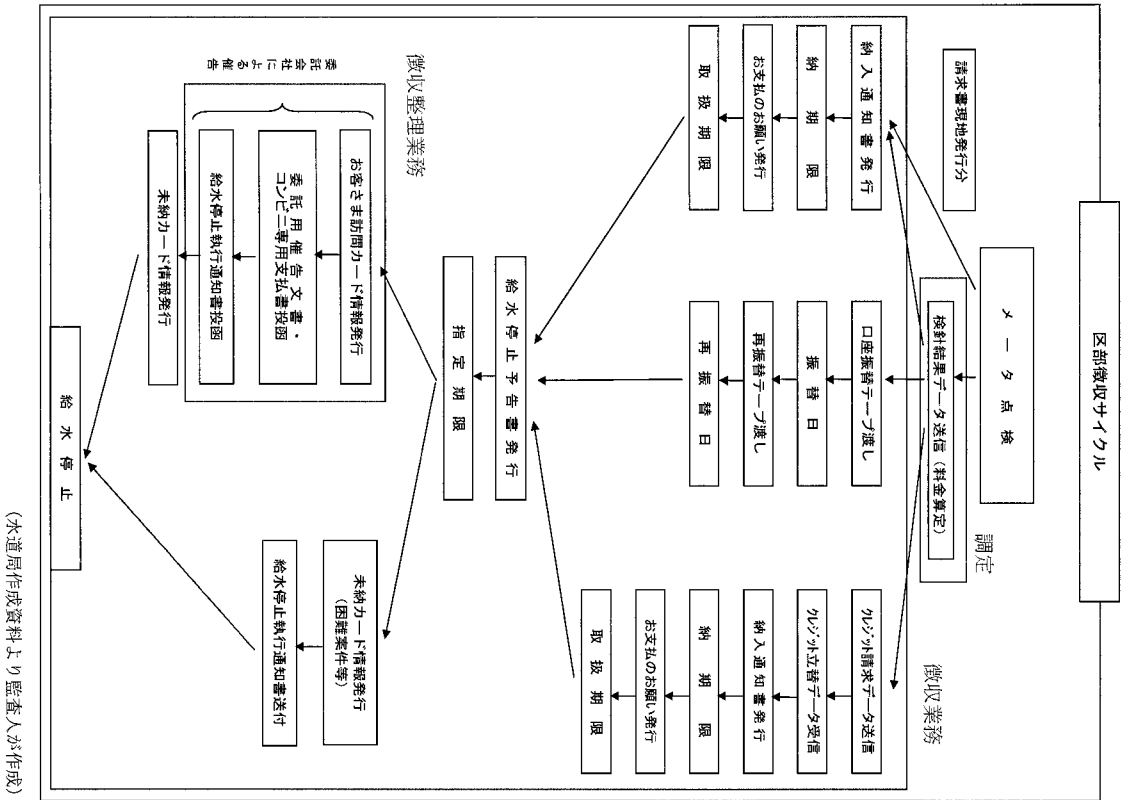 区部徴収サイクル
メータ点検
調定
検針結果データ送信（料金算定）
請求書現地発行分
徴収業務
納入通知書発行
納期限
お支払のお願い発行
取扱期限
口座振替テープ渡し
振替日
再振替テープ渡し
再振替日
クレジット請求データ送信
クレジット立替データ受信
納入通知書発行
納期限
お支払のお願い発行
取扱期限
給水停止予告書発行
指定期限
徴収整理業務
委託会社による催告
お客さま訪問カード情報発行
委託用催告文書・
コンビニ専用支払書投函
給水停止執行通知書投函
未納カード情報発行
未納カード情報発行
（困難案件等）
給水停止執行通知書送付
給水停止
（水道局作成資料より監査人が作成）